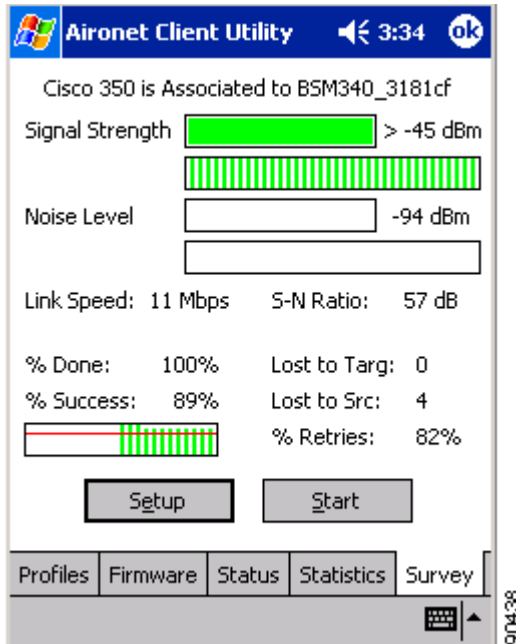 Aironet Client Utility 3:34 ok
Cisco 350 is Associated to BSM340_3181cf
Signal Strength > -45 dBm
Noise Level -94 dBm
Link Speed: 11 Mbps S-N Ratio: 57 dB
% Done: 100% Lost to Targ: 0
% Success: 89% Lost to Src: 4
% Retries: 82%
Setup Start
Profiles Firmware Status Statistics Survey
90438